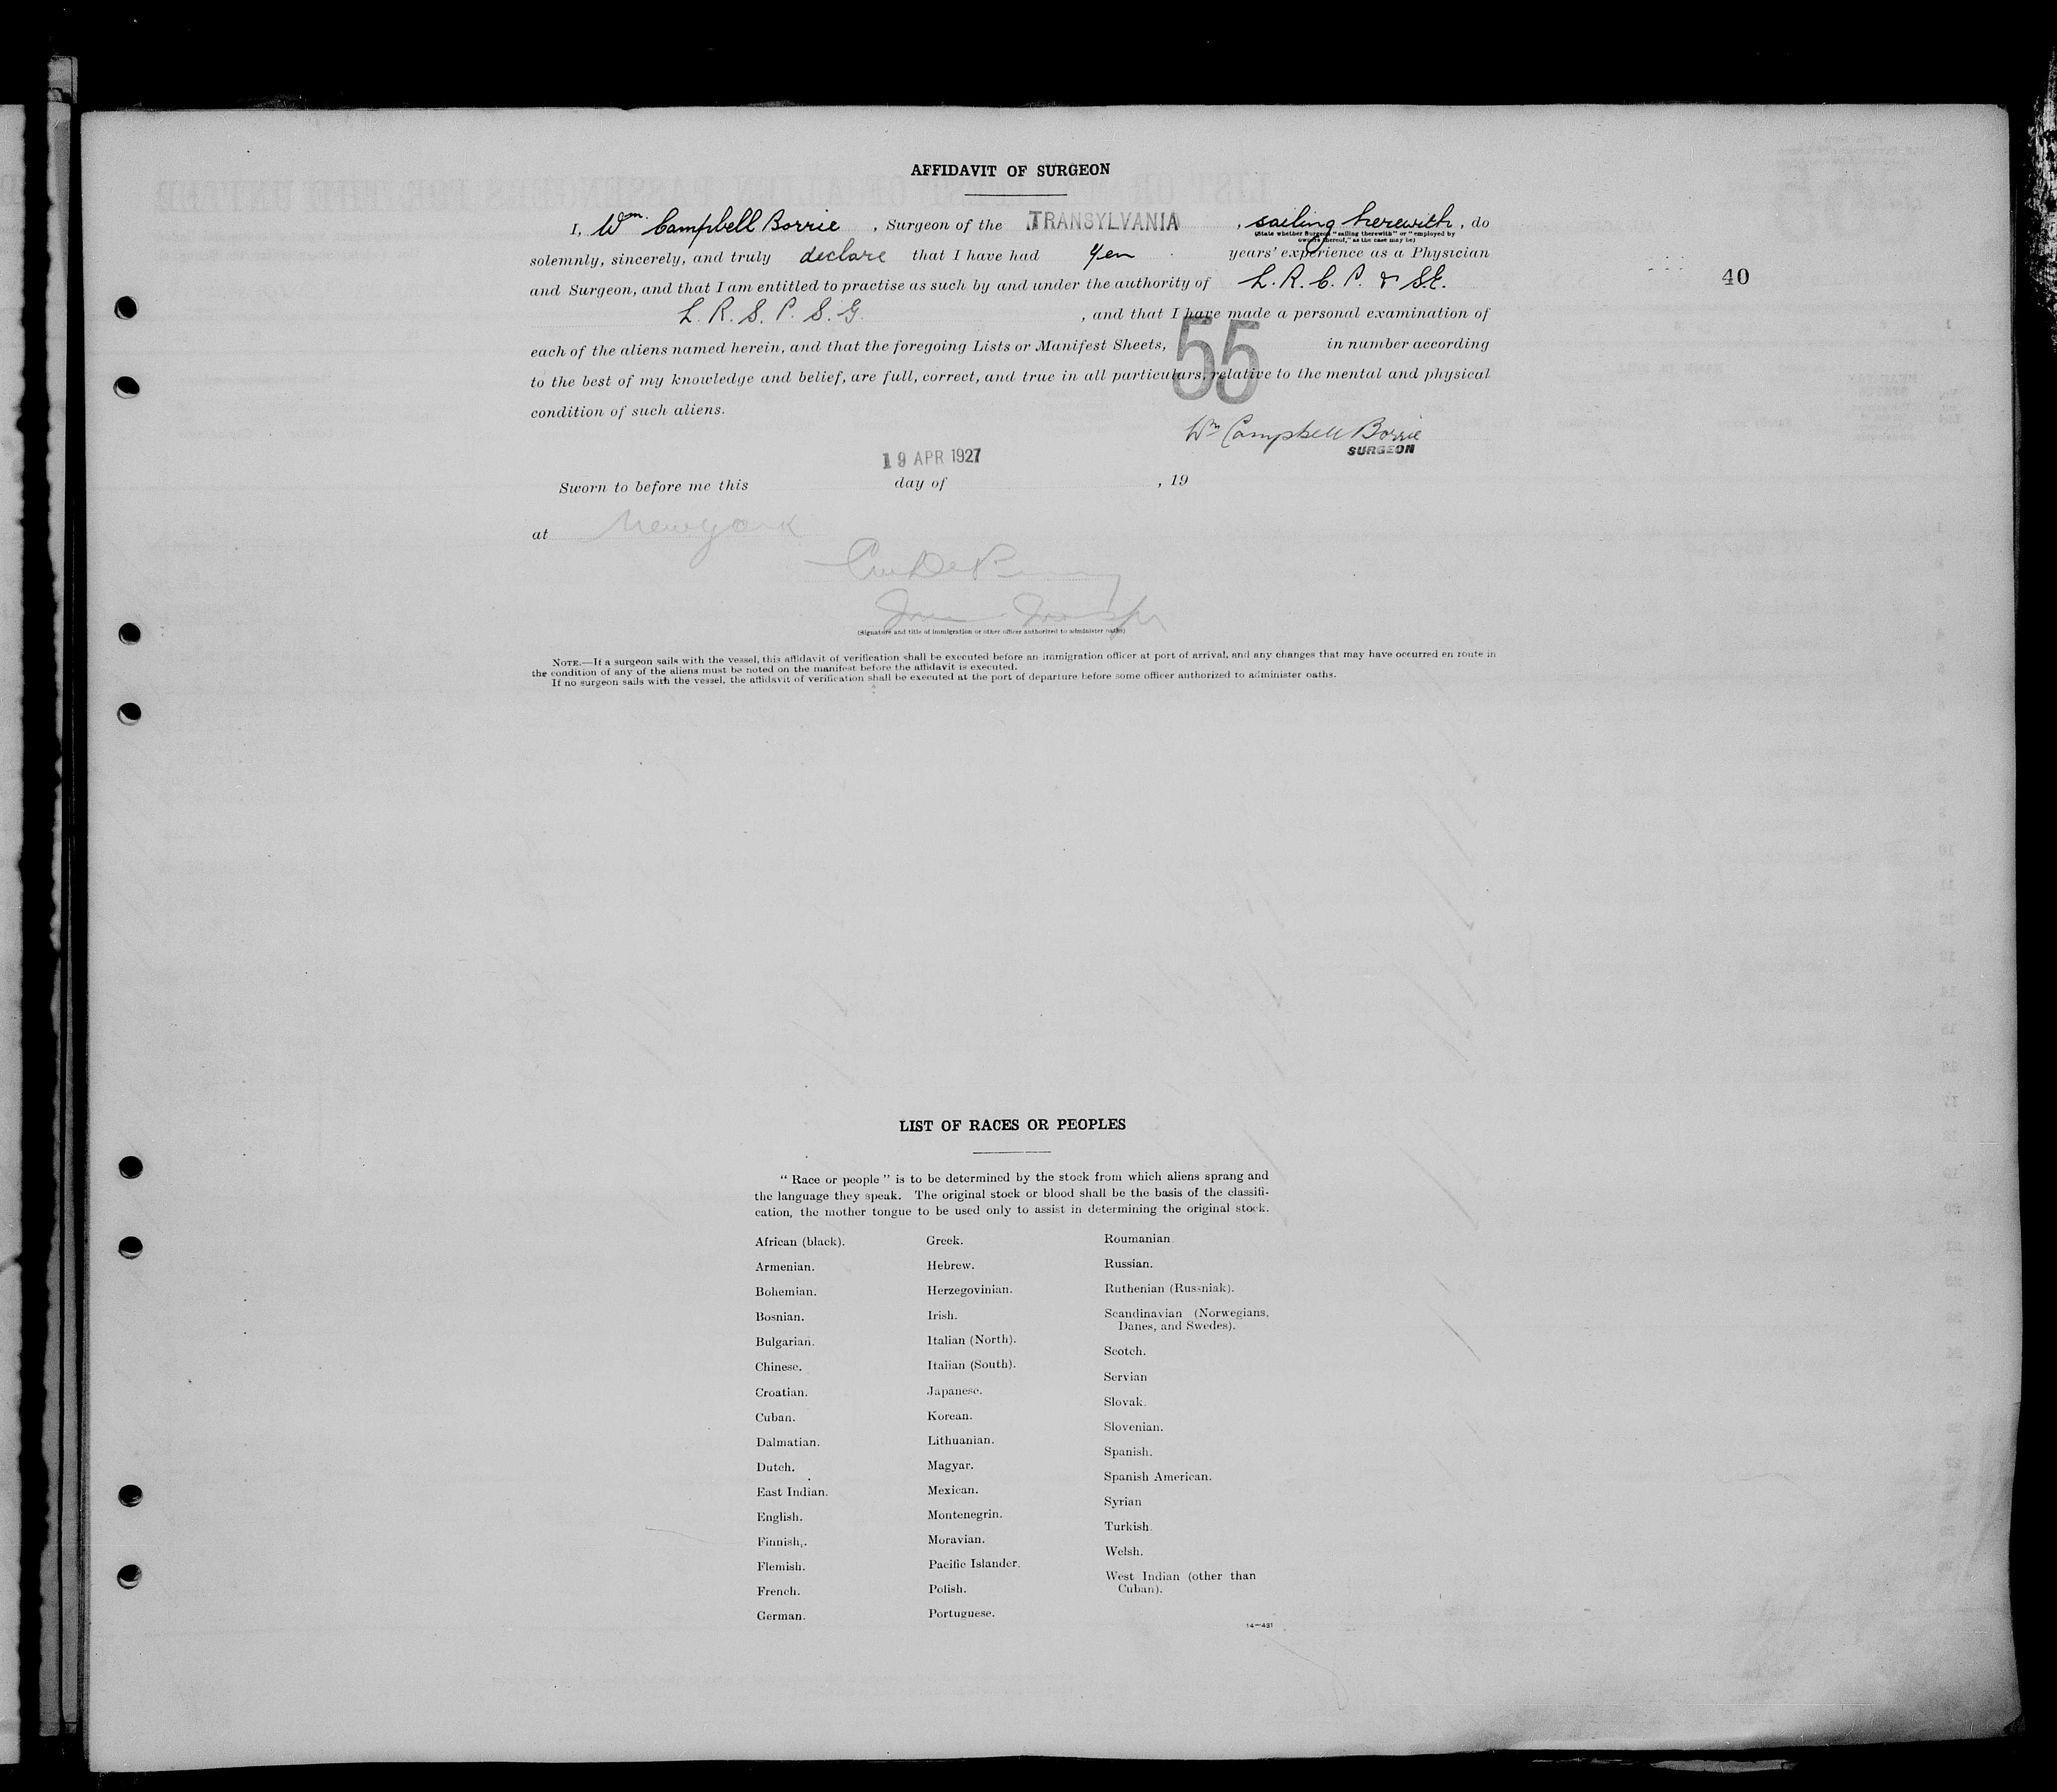 AFFIDAVIT OF SURGEON
I, Wm. Campbell Borrie, Surgeon of the TRANSYLVANIA, sailing herewith, do
(State whether Surgeon "sailing therewith" or "employed by
owners thereof," as the case may be)
solemnly, sincerely, and truly declare that I have had Yen years' experience as a Physician
and Surgeon, and that I am entitled to practise as such by and under the authority of L. R. C. P. & S.E.
40
L. R. S. P. S. G. , and that I have made a personal examination of
each of the aliens named herein, and that the foregoing Lists or Manifest Sheets, 55 in number according
to the best of my knowledge and belief, are full, correct, and true in all particulars, relative to the mental and physical
condition of such aliens.
Wm Campbell Borrie
SURGEON
19 APR 1927
Sworn to before me this day of , 19
at New York
(Signature and title of immigration or other officer authorized to administer oaths)
NOTE.—If a surgeon sails with the vessel, this affidavit of verification shall be executed before an immigration officer at port of arrival, and any changes that may have occurred en route in
the condition of any of the aliens must be noted on the manifest before the affidavit is executed.
If no surgeon sails with the vessel, the affidavit of verification shall be executed at the port of departure before some officer authorized to administer oaths.
LIST OF RACES OR PEOPLES
" Race or people " is to be determined by the stock from which aliens sprang and
the language they speak. The original stock or blood shall be the basis of the classifi-
cation, the mother tongue to be used only to assist in determining the original stock.
African (black).
Armenian.
Bohemian.
Bosnian.
Bulgarian.
Chinese.
Croatian.
Cuban.
Dalmatian.
Dutch.
East Indian.
English.
Finnish.
Flemish.
French.
German.
Greek.
Hebrew.
Herzegovinian.
Irish.
Italian (North).
Italian (South).
Japanese.
Korean.
Lithuanian.
Magyar.
Mexican.
Montenegrin.
Moravian.
Pacific Islander.
Polish.
Portuguese.
Roumanian.
Russian.
Ruthenian (Russniak).
Scandinavian (Norwegians,
Danes, and Swedes).
Scotch.
Servian
Slovak.
Slovenian.
Spanish.
Spanish American.
Syrian
Turkish.
Welsh.
West Indian (other than
Cuban).
14—431